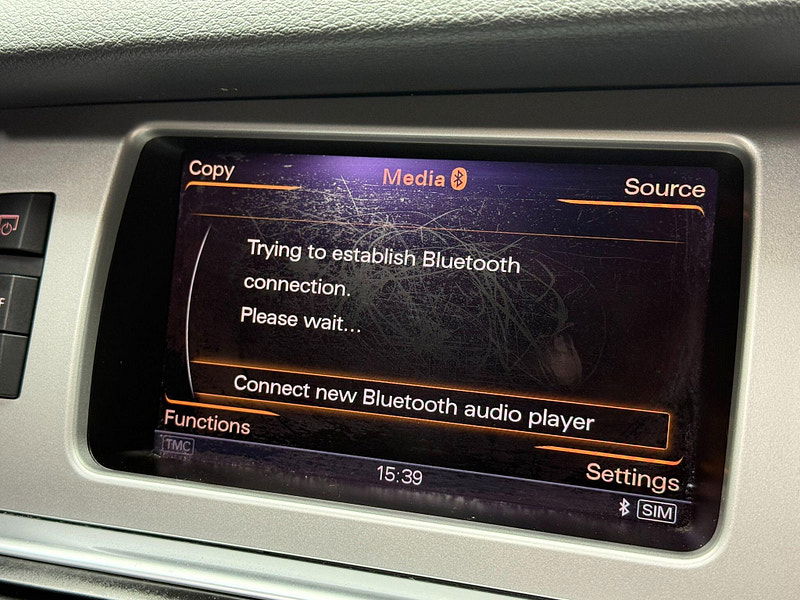 Copy
Media
Source
Trying to establish Bluetooth
connection.
Please wait...
Connect new Bluetooth audio player
Functions
TMC
15:39
Settings
SIM